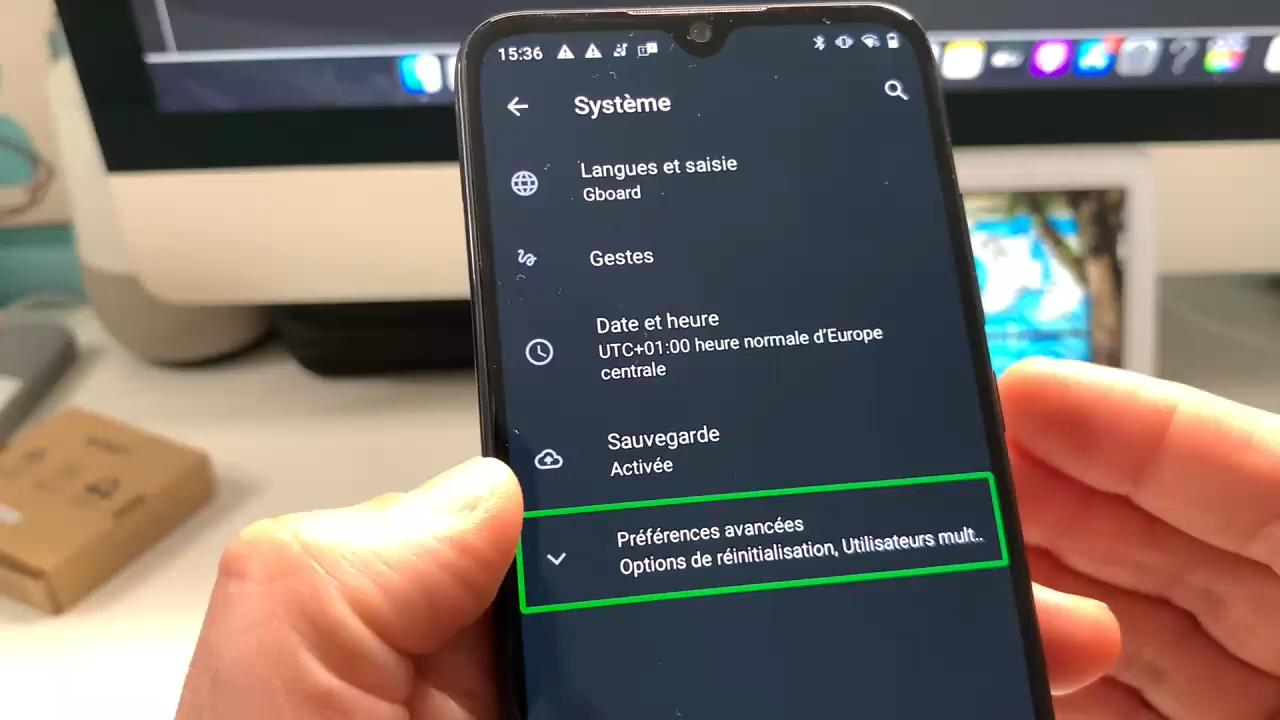 15:36
Système
Langues et saisie
Gboard
Gestes
Date et heure
UTC+01:00 heure normale d'Europe
centrale
Sauvegarde
Activée
Préférences avancées
Options de réinitialisation, Utilisateurs mult..